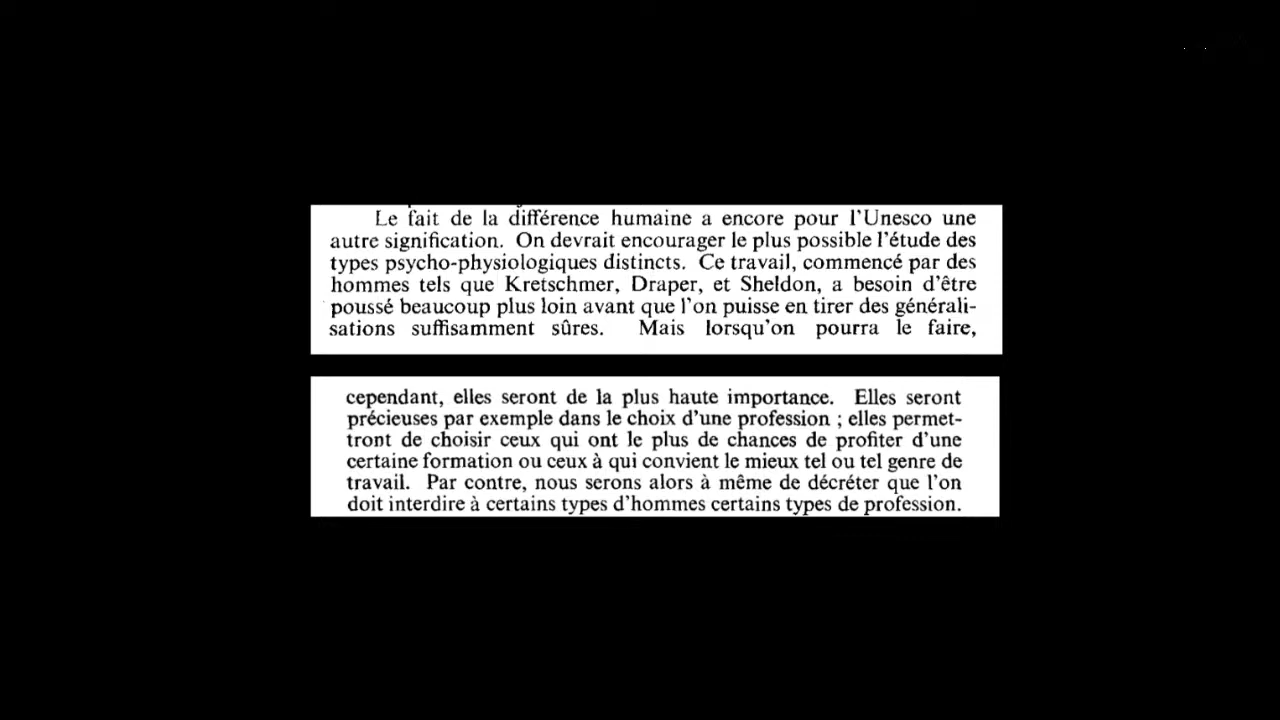 Le fait de la différence humaine a encore pour l'Unesco une
autre signification. On devrait encourager le plus possible l'étude des
types psycho-physiologiques distincts. Ce travail, commencé par des
hommes tels que Kretschmer, Draper, et Sheldon, a besoin d'être
poussé beaucoup plus loin avant que l'on puisse en tirer des générali-
sations suffisamment sûres. Mais lorsqu'on pourra le faire,
cependant, elles seront de la plus haute importance. Elles seront
précieuses par exemple dans le choix d'une profession ; elles permet-
tront de choisir ceux qui ont le plus de chances de profiter d'une
certaine formation ou ceux à qui convient le mieux tel ou tel genre de
travail. Par contre, nous serons alors à même de décréter que l'on
doit interdire à certains types d'hommes certains types de profession.